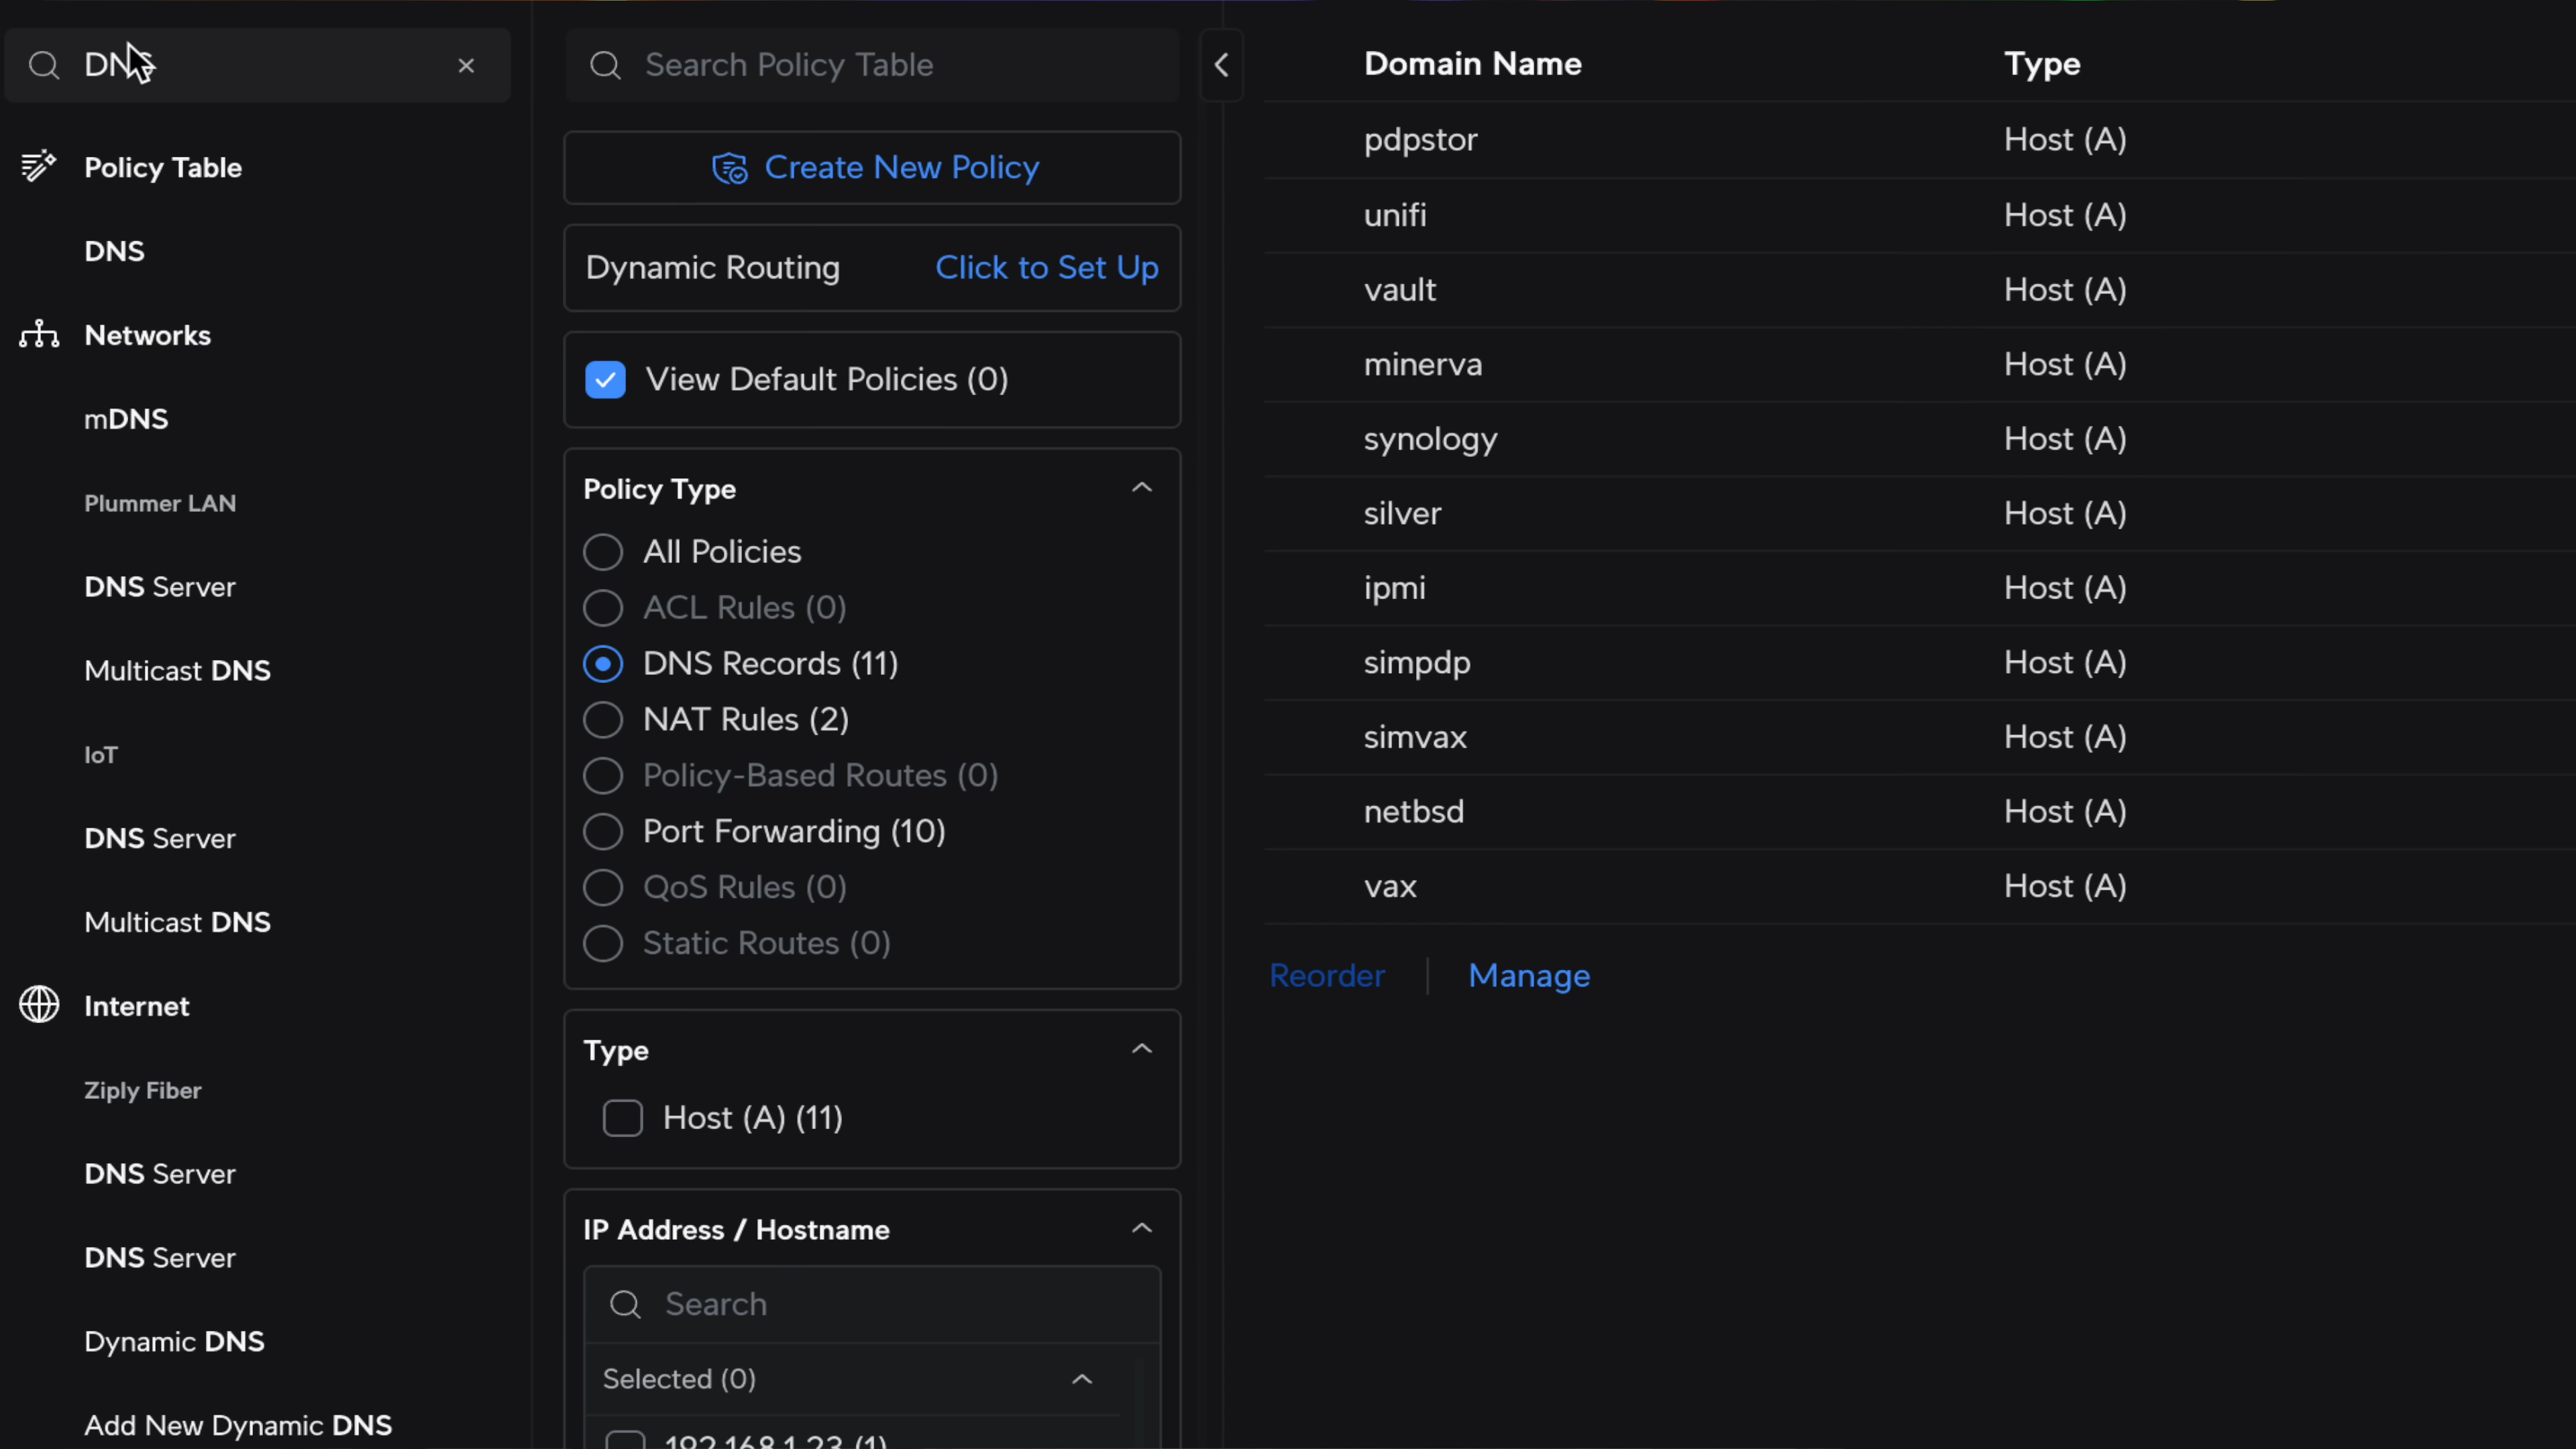 DNS
Policy Table
DNS
Networks
mDNS
Plummer LAN
DNS Server
Multicast DNS
IoT
DNS Server
Multicast DNS
Internet
Ziply Fiber
DNS Server
DNS Server
Dynamic DNS
Add New Dynamic DNS
Search Policy Table
Create New Policy
Dynamic Routing Click to Set Up
View Default Policies (0)
Policy Type
All Policies
ACL Rules (0)
DNS Records (11)
NAT Rules (2)
Policy-Based Routes (0)
Port Forwarding (10)
QoS Rules (0)
Static Routes (0)
Type
Host (A) (11)
IP Address / Hostname
Search
Selected (0)
192.168.1.23 (1)
Domain Name Type
pdpstor Host (A)
unifi Host (A)
vault Host (A)
minerva Host (A)
synology Host (A)
silver Host (A)
ipmi Host (A)
simpdp Host (A)
simvax Host (A)
netbsd Host (A)
vax Host (A)
Reorder Manage